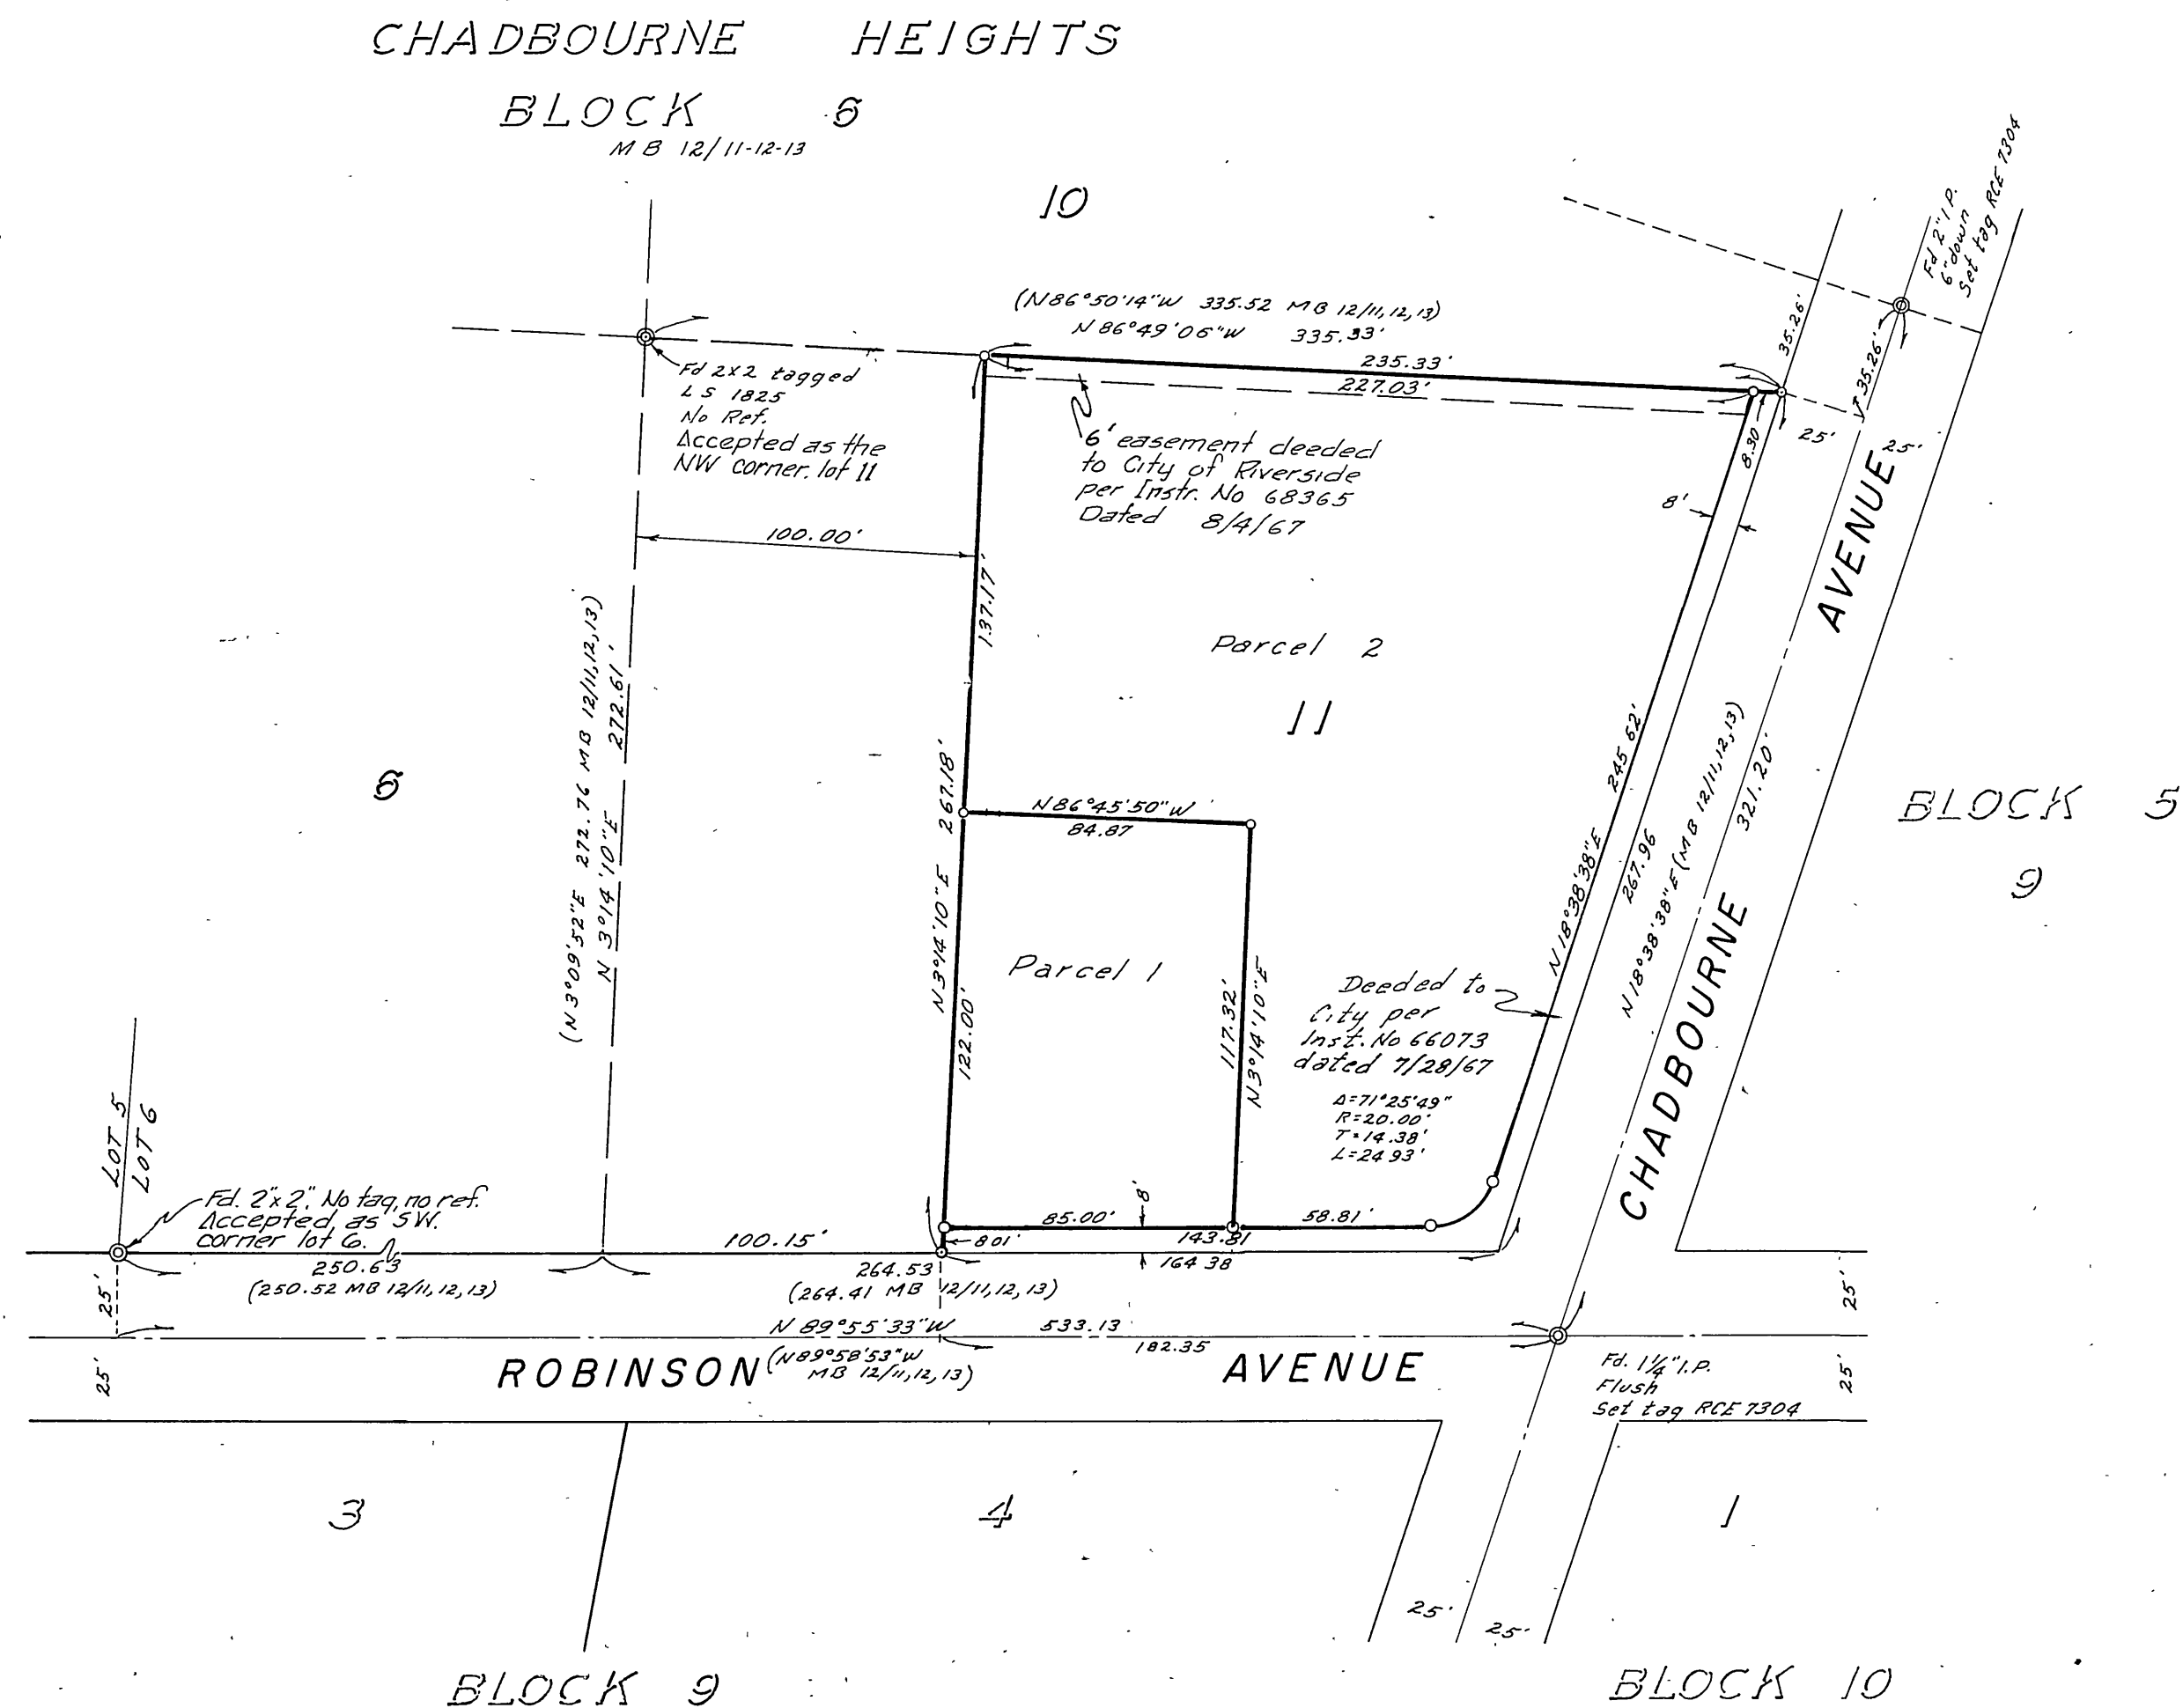 CHADBOURNE HEIGHTS
BLOCK 6
M B 12/11-12-13
10
Fd 2" I.P.
6" down
Set tag RCE 7304
(N86°50'14"W 335.52 MB 12/11,12,13)
N 86°49'06"W 335.33'
235.33'
227.03'
35.26'
35.26'
Fd 2x2 tagged
LS 1825
No Ref.
Accepted as the
NW corner. lot 11
6' easement deeded
to City of Riverside
per Instr. No 68365
Dated 8/4/67
8.30
25'
25'
8'
100.00'
137.17'
AVENUE
Parcel 2
11
(N3°09'52"E 272.76 MB 12/11,12,13)
N 3°14'10"E 272.61'
6
267.18'
N3°14'10"E
122.00'
N86°45'50"W
84.87
245.62'
N18°38'38"E
267.96
N18°38'38"E (MB 12/11,12,13)
321.20'
BLOCK 5
9
Parcel 1
117.32'
N3°14'10"E
Deeded to
City per
Inst. No 66073
dated 7/28/67
Δ=71°25'49"
R=20.00'
T=14.38'
L=24.93'
CHADBOURNE
LOT 5
LOT 6
Fd. 2"x2". No tag, no ref.
Accepted as SW.
corner lot 6.
85.00'
8'
58.81'
100.15'
8.01'
143.81
164.38
250.63
(250.52 MB 12/11,12,13)
264.53
(264.41 MB 12/11,12,13)
25'
25'
N 89°55'33"W 533.13
182.35
(N89°58'53"W
MB 12/11,12,13)
ROBINSON AVENUE
25'
25'
Fd. 1¼" I.P.
Flush
Set tag RCE 7304
3
4
1
25'
25'
BLOCK 9
BLOCK 10